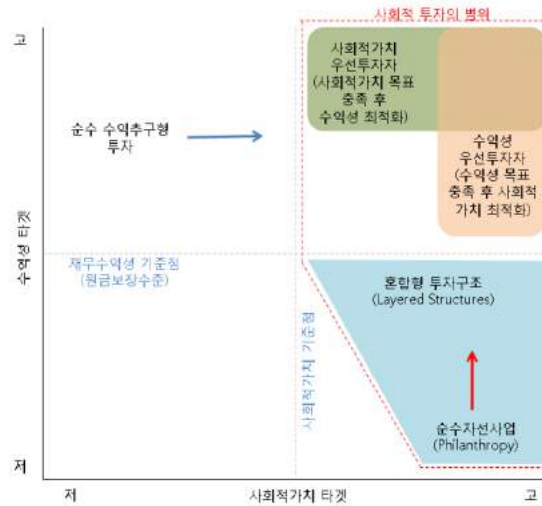 사회적 투자의 범위
고
사회적가치
우선투자자
(사회적가치 목표
충족 후
수익성 최적화)
순수 수익추구형
투자
수익성
우선투자자
(수익성 목표
충족 후 사회적
가치 최적화)
수익성 타겟
재무수익성 기준점
(원금보장수준)
혼합형 투자구조
(Layered Structures)
사회적가치 기준점
순수자선사업
(Philanthropy)
저
저
사회적가치 타겟
고